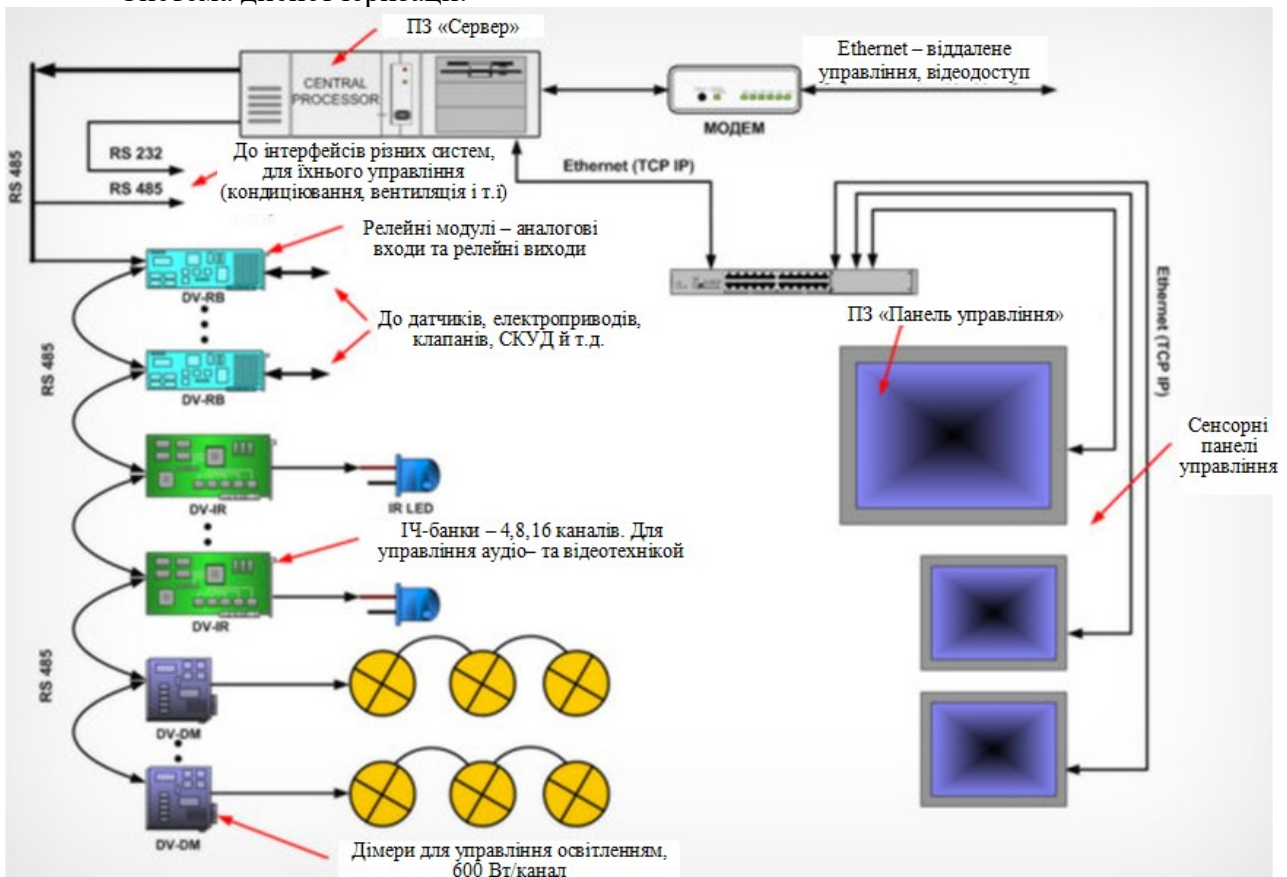 Система диспетчеризації.
ПЗ «Сервер»
Ethernet – віддалене
управління, відеодоступ
CENTRAL
PROCESSOR
МОДЕМ
RS 485
RS 232
RS 485
До інтерфейсів різних систем,
для їхнього управління
(кондиціювання, вентиляція і т.і)
Ethernet (TCP IP)
Релейні модулі – аналогові
входи та релейні виходи
DV-RB
До датчиків, електроприводів,
клапанів, СКУД й т.д.
RS 485
DV-RB
ПЗ «Панель управління»
Ethernet (TCP IP)
Сенсорні
панелі
управління
DV-IR
IR LED
ІЧ-банки – 4,8,16 каналів. Для
управління аудіо– та відеотехнікой
DV-IR
RS 485
DV-DM
DV-DM
Дімери для управління освітленням,
600 Вт/канал